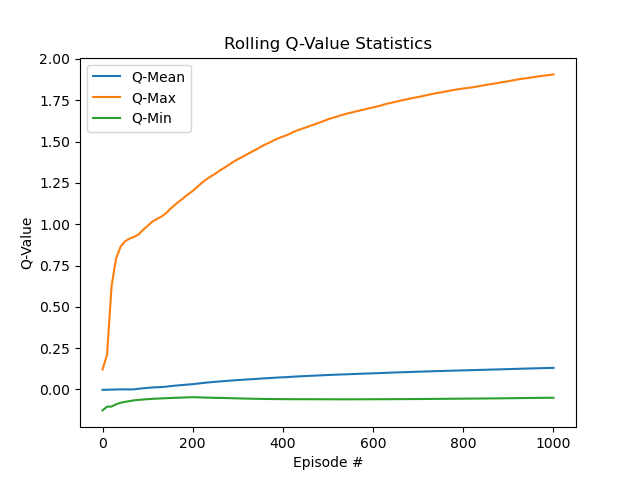 Rolling Q-Value Statistics
Q-Mean
Q-Max
Q-Min
Q-Value
2.00
1.75
1.50
1.25
1.00
0.75
0.50
0.25
0.00
0 200 400 600 800 1000
Episode #